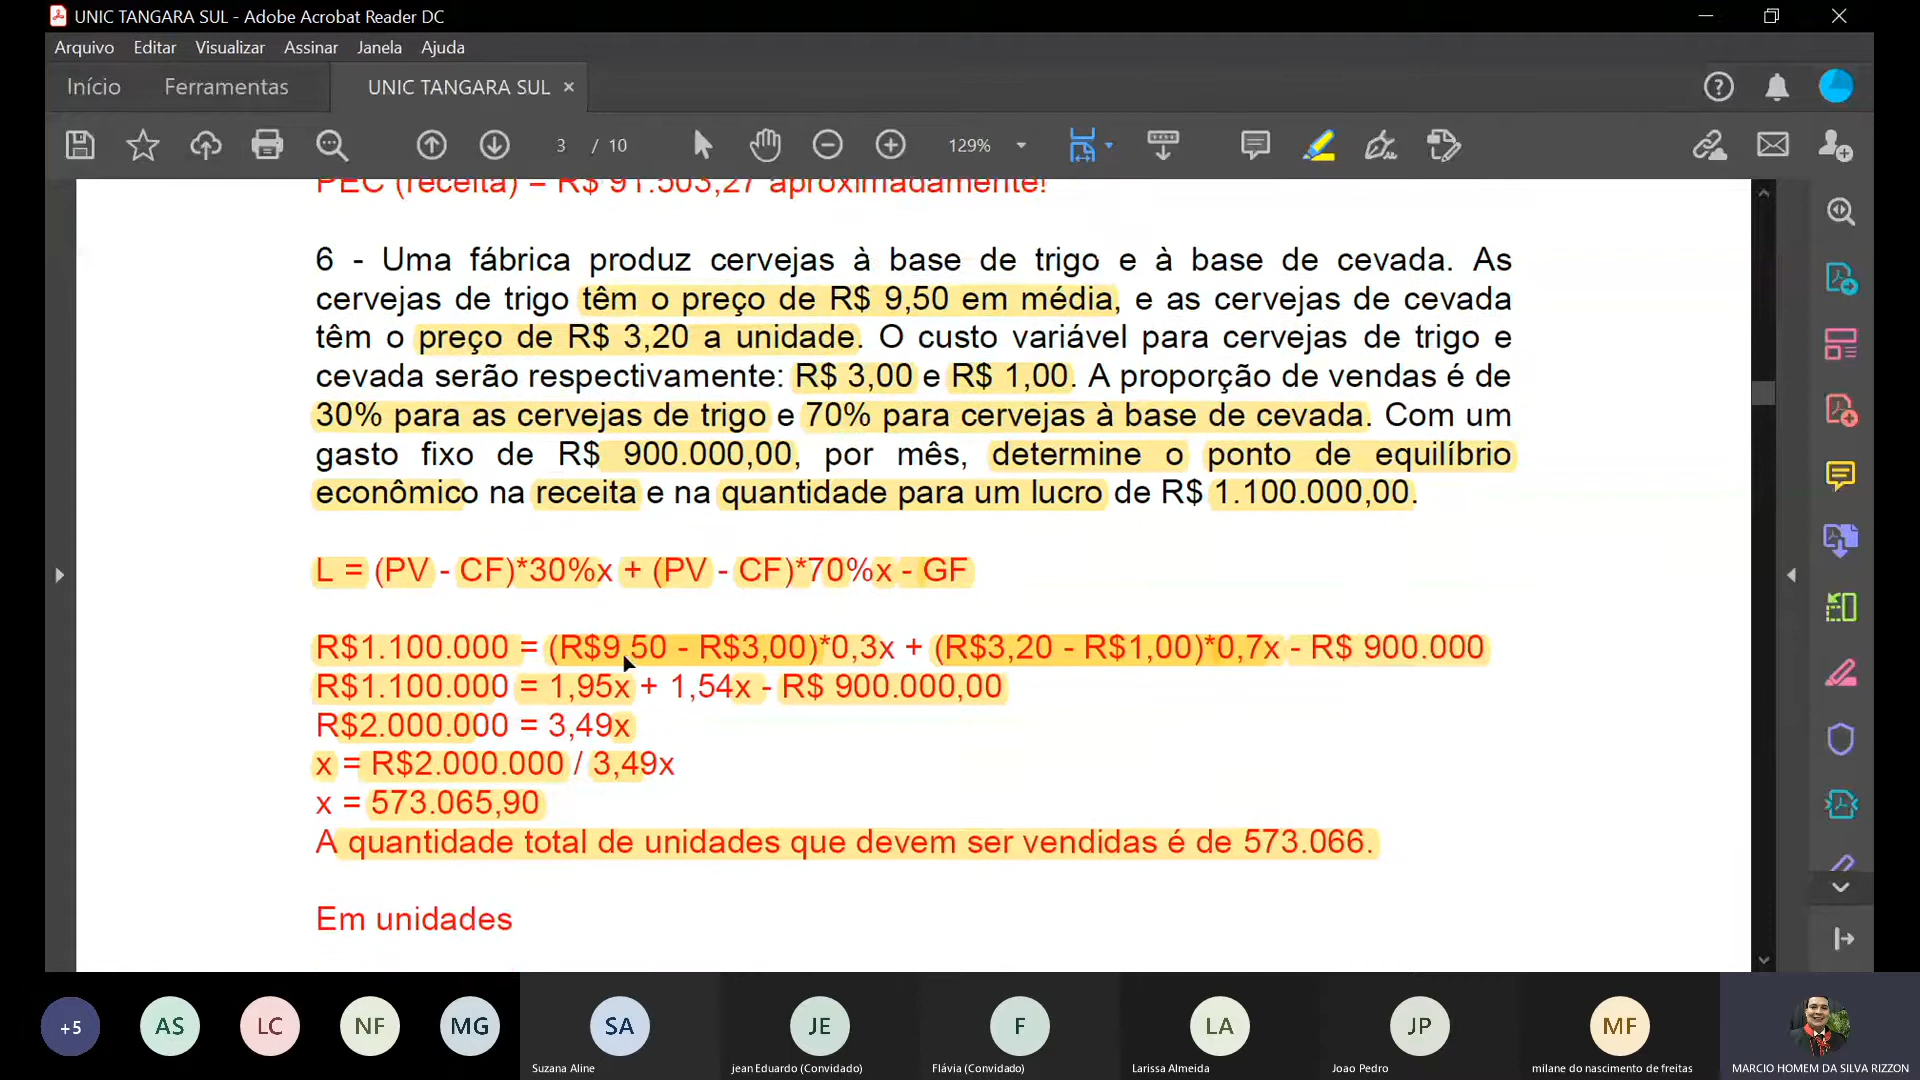 UNIC TANGARA SUL - Adobe Acrobat Reader DC
Arquivo Editar Visualizar Assinar Janela Ajuda
Início Ferramentas UNIC TANGARA SUL ×
3 / 10 129%
PEC (receita) = R$ 91.503,27 aproximadamente!
6 - Uma fábrica produz cervejas à base de trigo e à base de cevada. As
cervejas de trigo têm o preço de R$ 9,50 em média, e as cervejas de cevada
têm o preço de R$ 3,20 a unidade. O custo variável para cervejas de trigo e
cevada serão respectivamente: R$ 3,00 e R$ 1,00. A proporção de vendas é de
30% para as cervejas de trigo e 70% para cervejas à base de cevada. Com um
gasto fixo de R$ 900.000,00, por mês, determine o ponto de equilíbrio
econômico na receita e na quantidade para um lucro de R$ 1.100.000,00.
L = (PV - CF)*30%x + (PV - CF)*70%x - GF
R$1.100.000 = (R$9,50 - R$3,00)*0,3x + (R$3,20 - R$1,00)*0,7x - R$ 900.000
R$1.100.000 = 1,95x + 1,54x - R$ 900.000,00
R$2.000.000 = 3,49x
x = R$2.000.000 / 3,49x
x = 573.065,90
A quantidade total de unidades que devem ser vendidas é de 573.066.
Em unidades
+5 AS LC NF MG SA JE F LA JP MF
Suzana Aline jean Eduardo (Convidado) Flávia (Convidado) Larissa Almeida Joao Pedro milane do nascimento de freitas MARCIO HOMEM DA SILVA RIZZON